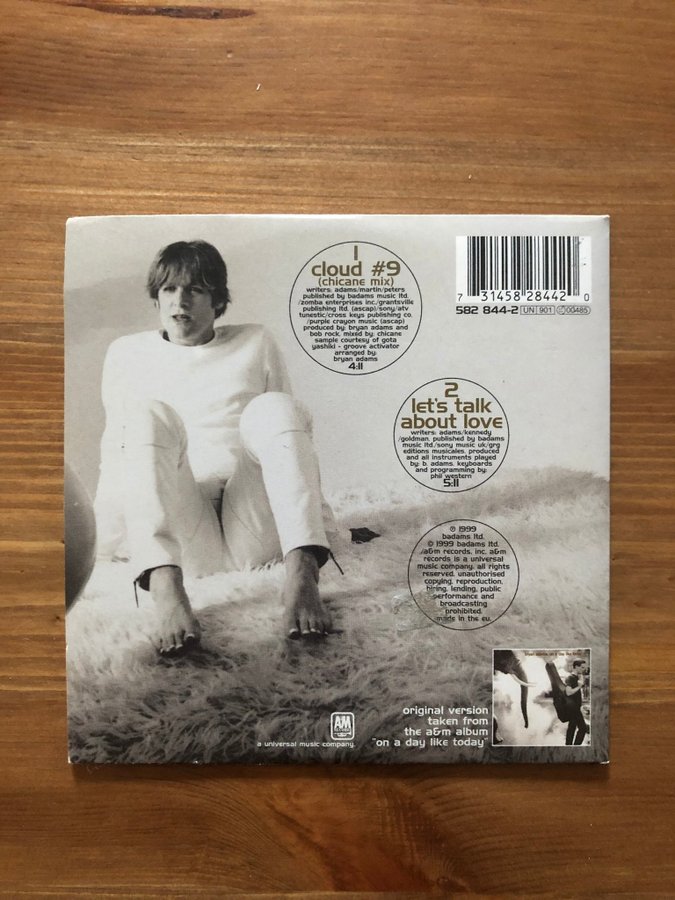 1
cloud #9
(chicane mix)
writers: adams/martin/peters
published by badams music ltd.
/zomba enterprises inc./grantsville
publishing ltd. (ascap)/sony/atv
tunestic/cross keys publishing co.
/purple crayon music (ascap)
produced by: bryan adams and
bob rock. mixed by: chicane
sample courtesy of gota
yashiki - groove activator
arranged by:
bryan adams
4:11
7 31458 28442 0
582 844-2 UN 901 00485
2
let's talk
about love
writers: adams/kennedy
/goldman. published by badams
music ltd./sony music uk/grg
editions musicales. produced
and all instruments played
by: b. adams. keyboards
and programming by:
phil western
5:11
℗ 1999
badams ltd.
© 1999 badams ltd.
/a&m records, inc. a&m
records is a universal
music company. all rights
reserved. unauthorised
copying, reproduction,
hiring, lending, public
performance and
broadcasting
prohibited.
made in the eu.
original version
taken from
the a&m album
"on a day like today"
A&M
RECORDS
a universal music company.